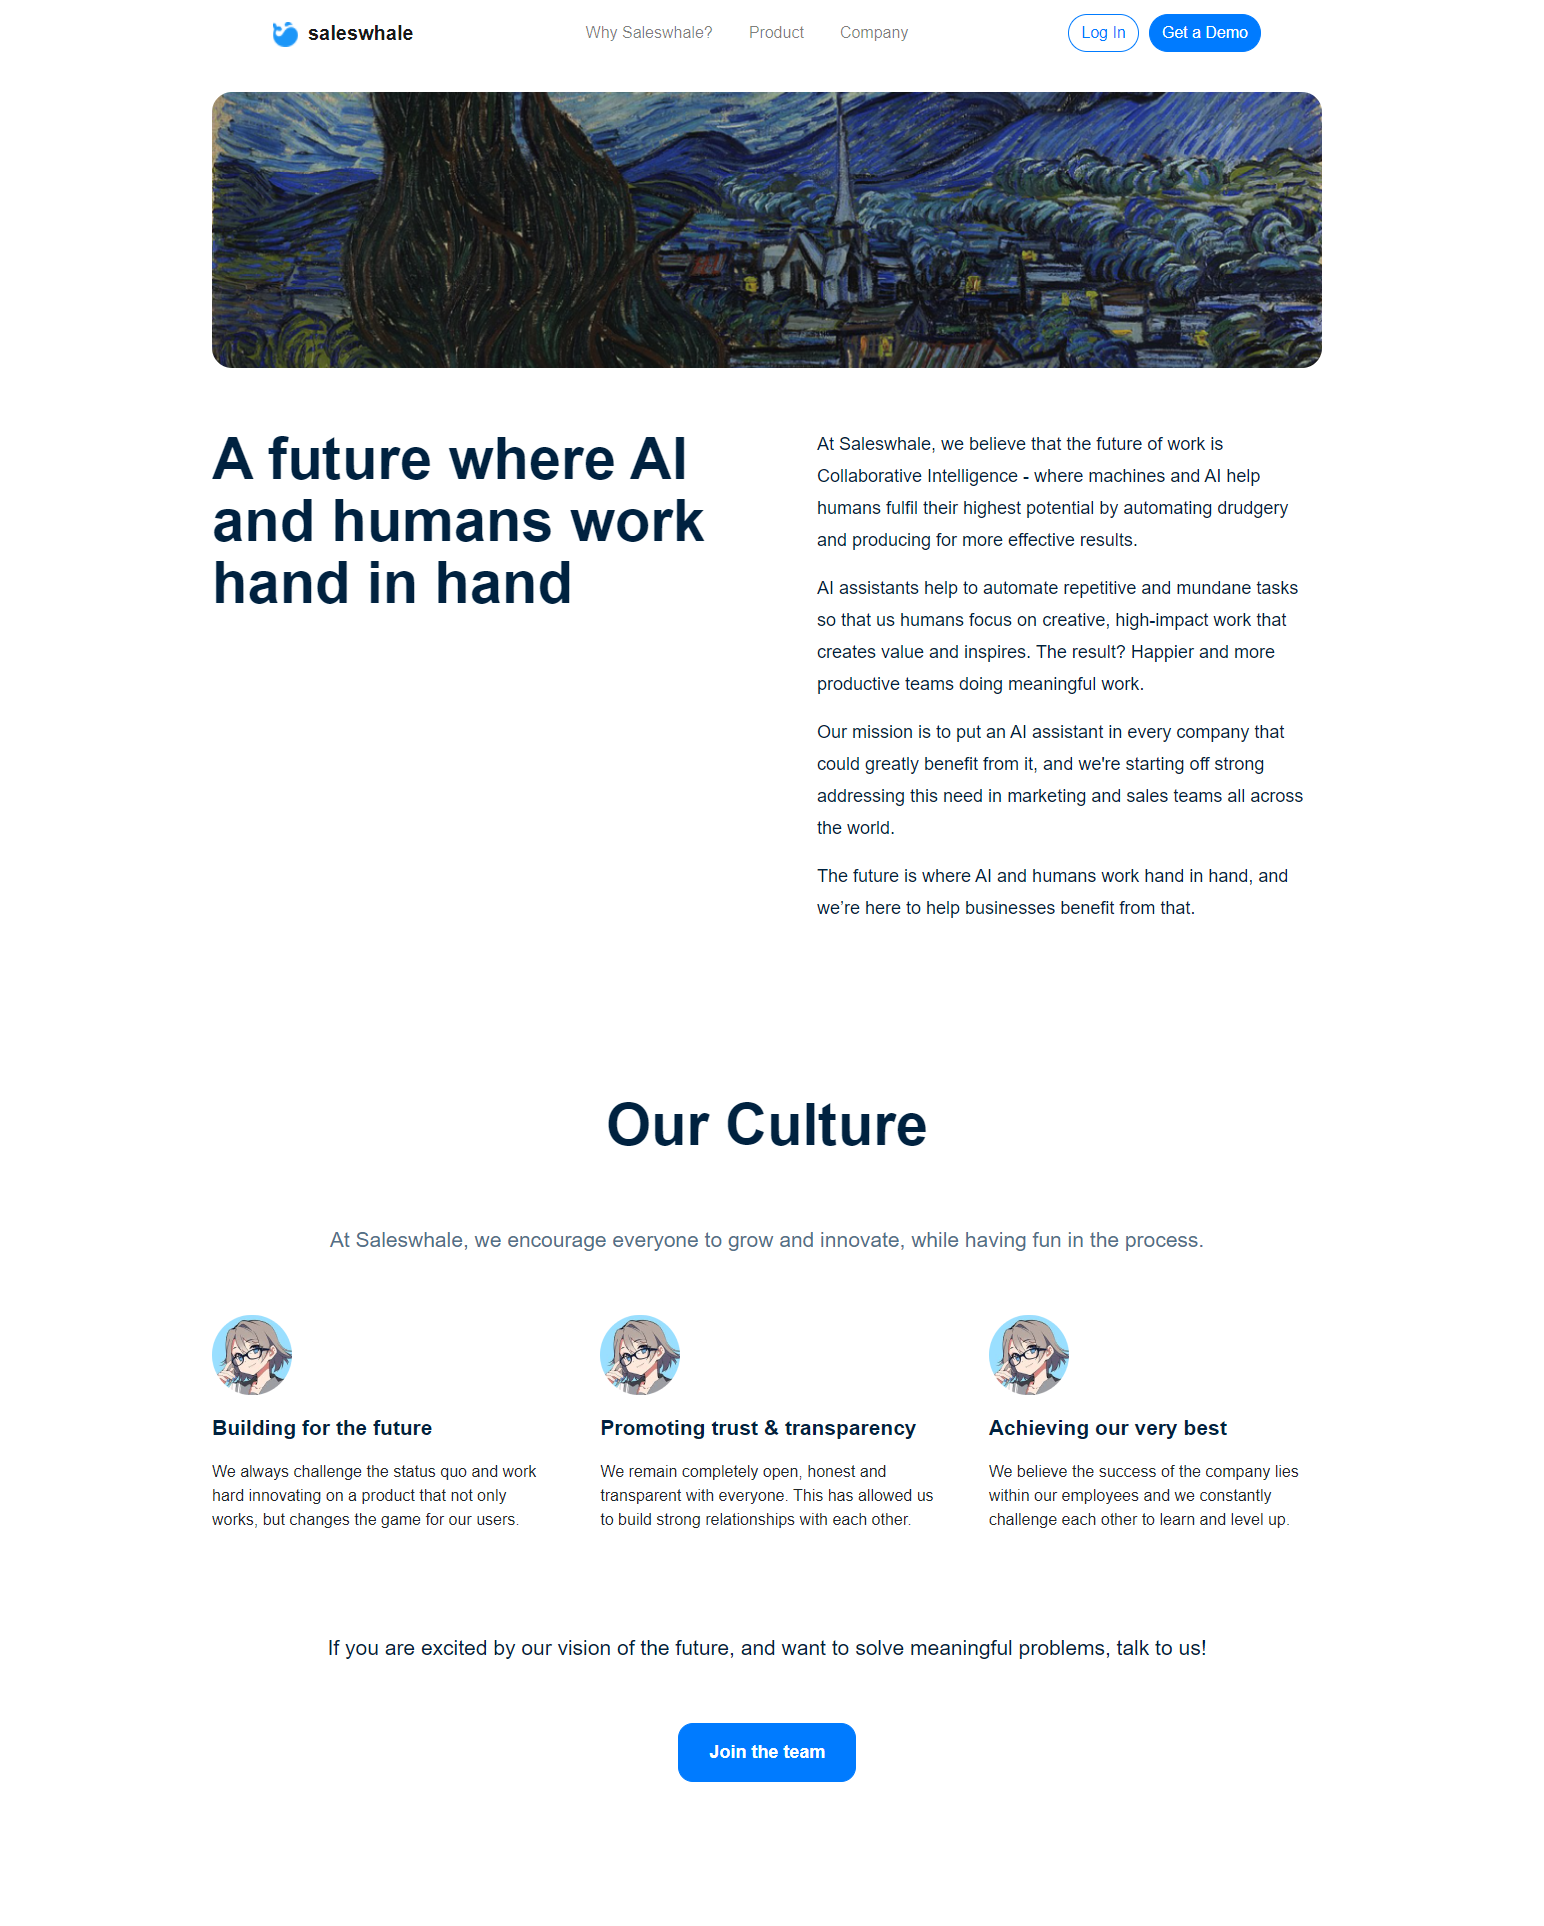 saleswhale
Why Saleswhale?
Product
Company
Log In
Get a Demo
A future where AI
and humans work
hand in hand
At Saleswhale, we believe that the future of work is
Collaborative Intelligence - where machines and AI help
humans fulfil their highest potential by automating drudgery
and producing for more effective results.
AI assistants help to automate repetitive and mundane tasks
so that us humans focus on creative, high-impact work that
creates value and inspires. The result? Happier and more
productive teams doing meaningful work.
Our mission is to put an AI assistant in every company that
could greatly benefit from it, and we're starting off strong
addressing this need in marketing and sales teams all across
the world.
The future is where AI and humans work hand in hand, and
we’re here to help businesses benefit from that.
Our Culture
At Saleswhale, we encourage everyone to grow and innovate, while having fun in the process.
Building for the future
We always challenge the status quo and work
hard innovating on a product that not only
works, but changes the game for our users.
Promoting trust & transparency
We remain completely open, honest and
transparent with everyone. This has allowed us
to build strong relationships with each other.
Achieving our very best
We believe the success of the company lies
within our employees and we constantly
challenge each other to learn and level up.
If you are excited by our vision of the future, and want to solve meaningful problems, talk to us!
Join the team